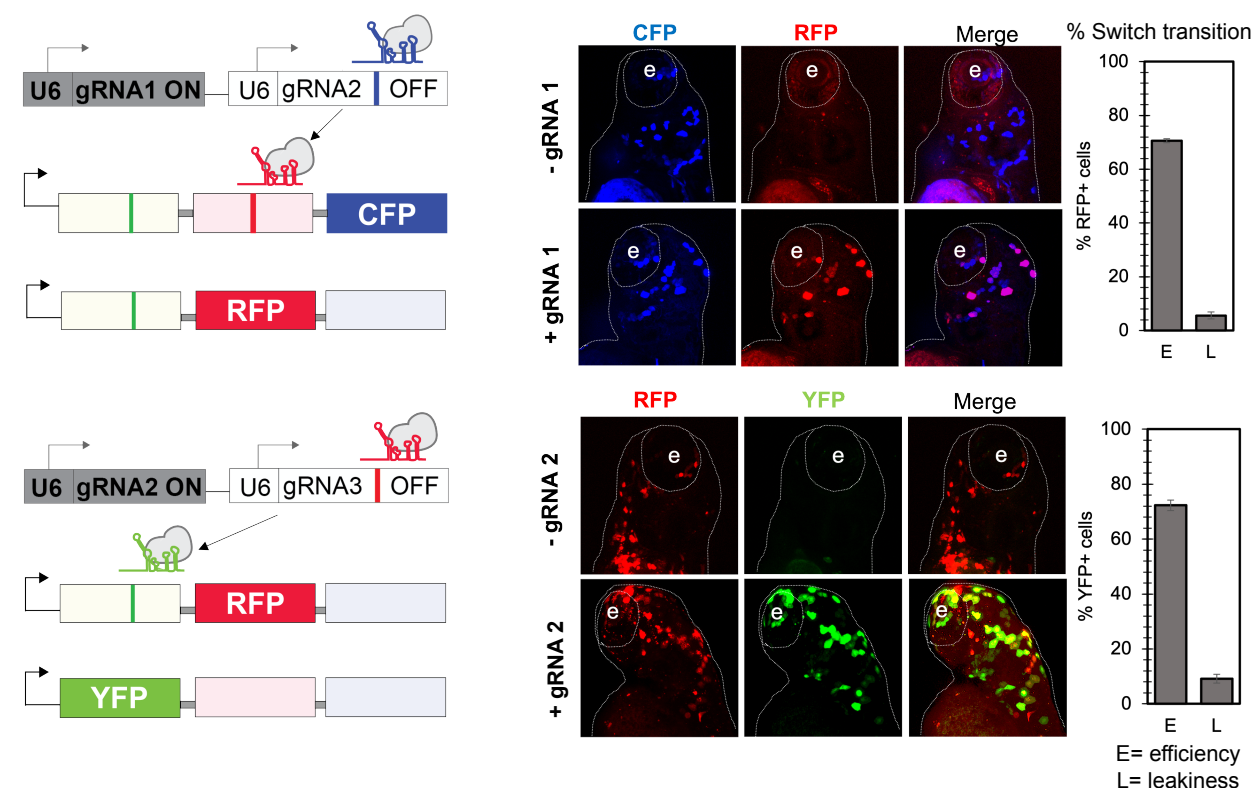 U6 gRNA1 ON U6 gRNA2 OFF
CFP
RFP
CFP RFP Merge
- gRNA 1
e e e
+ gRNA 1
e e e
% Switch transition
% RFP+ cells
100
80
60
40
20
0
E L
U6 gRNA2 ON U6 gRNA3 OFF
RFP
YFP
RFP YFP Merge
- gRNA 2
e e e
+ gRNA 2
e e e
% YFP+ cells
100
80
60
40
20
0
E L
E= efficiency
L= leakiness